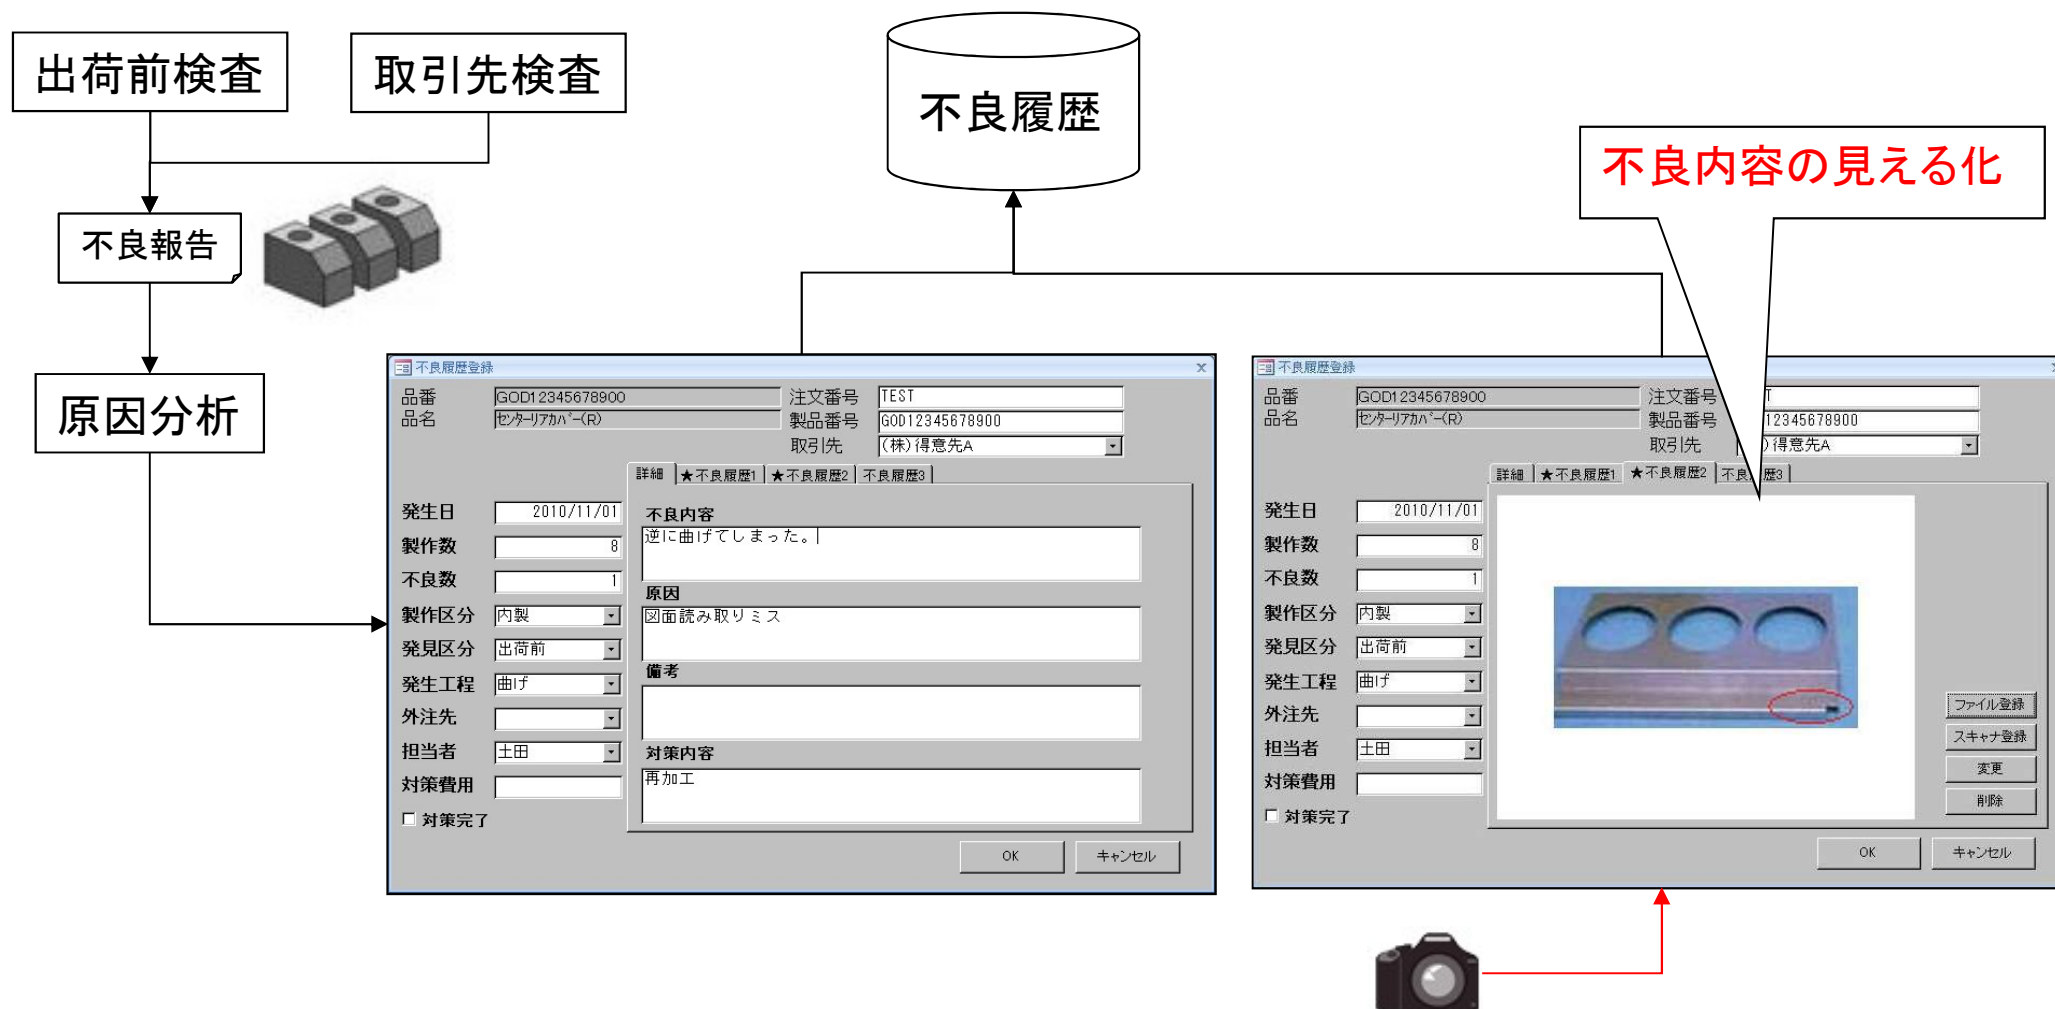 出荷前検査
取引先検査
不良履歴
不良内容の見える化
不良報告
原因分析
不良履歴登録
品番 GOD12345678900 注文番号 TEST
品名 ｾﾝﾀｰﾘｱｶﾊﾞｰ(R) 製品番号 GOD12345678900
取引先 (株)得意先A
詳細 ★不良履歴1 ★不良履歴2 不良履歴3
発生日 2010/11/01
製作数 8
不良数 1
製作区分 内製
発見区分 出荷前
発生工程 曲げ
外注先
担当者 土田
対策費用
対策完了
不良内容
逆に曲げてしまった。
原因
図面読み取りミス
備考
対策内容
再加工
OK キャンセル
不良履歴登録
品番 GOD12345678900 注文番号 T
品名 ｾﾝﾀｰﾘｱｶﾊﾞｰ(R) 製品番号 12345678900
取引先 )得意先A
詳細 ★不良履歴1 ★不良履歴2 不良 歴3
発生日 2010/11/01
製作数 8
不良数 1
製作区分 内製
発見区分 出荷前
発生工程 曲げ
外注先
担当者 土田
対策費用
対策完了
ファイル登録
スキャナ登録
変更
削除
OK キャンセル